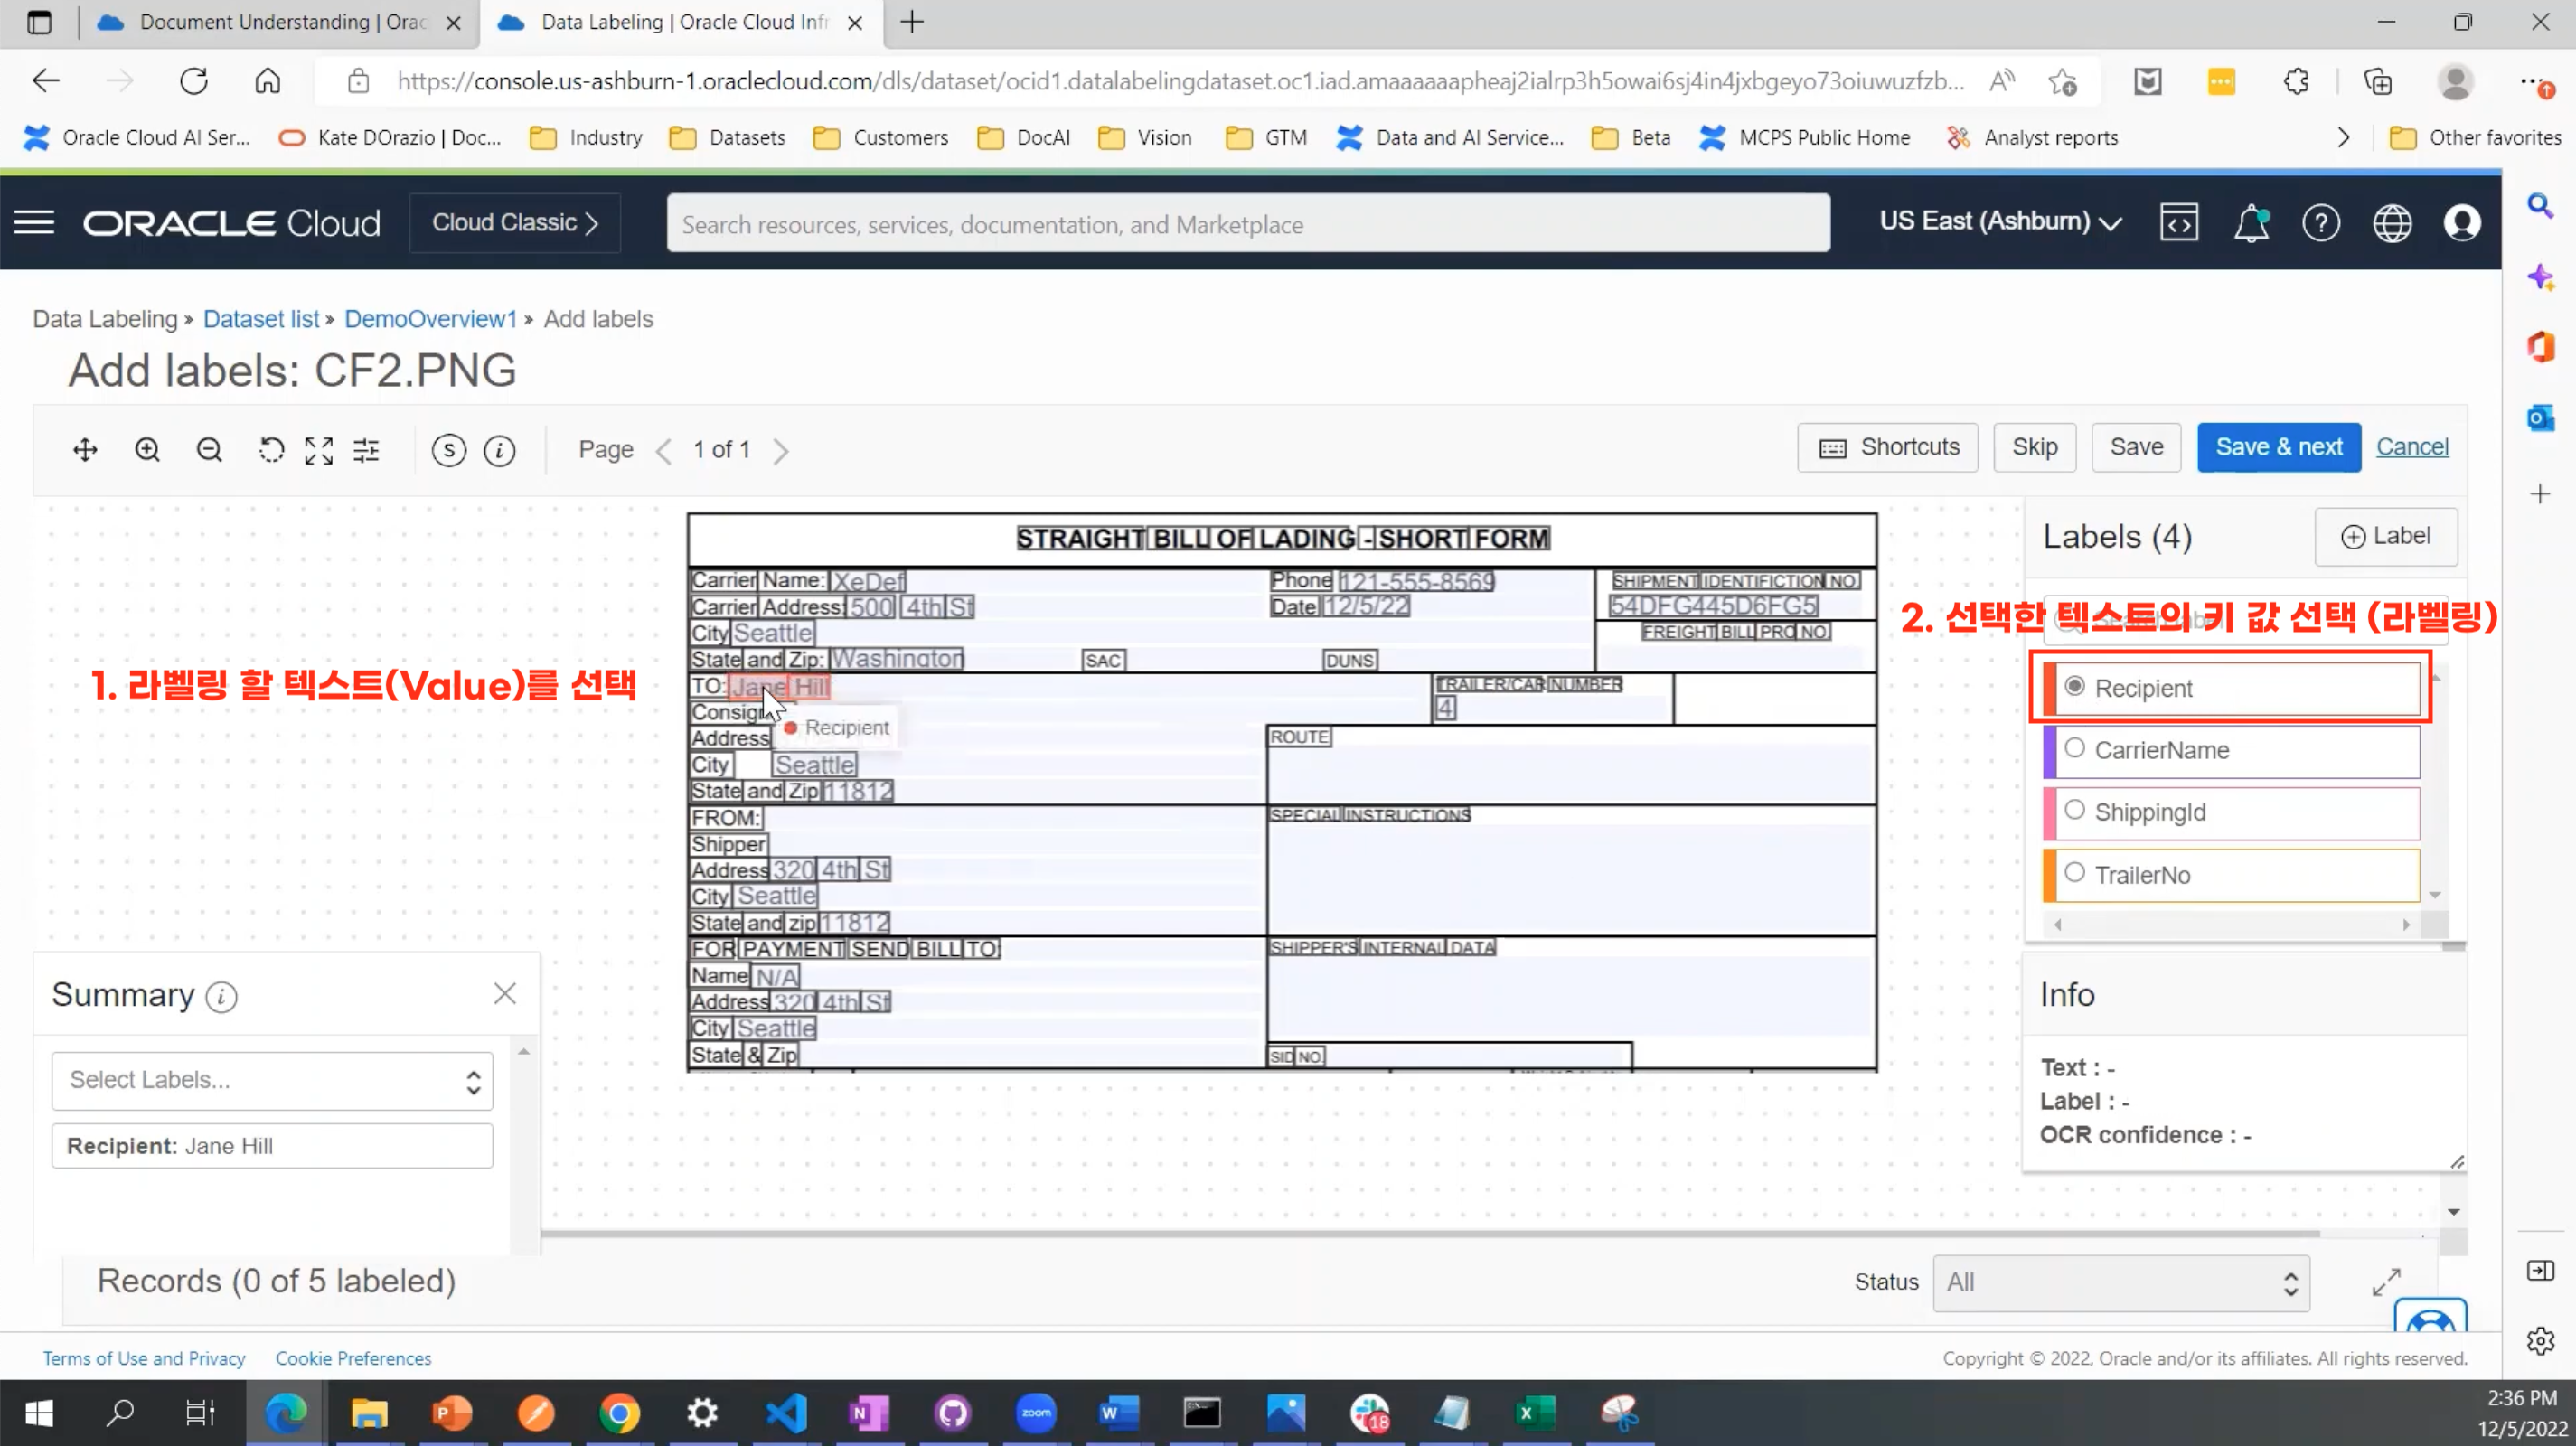 Document Understanding | Orac
Data Labeling | Oracle Cloud Infr
https://console.us-ashburn-1.oraclecloud.com/dls/dataset/ocid1.datalabelingdataset.oc1.iad.amaaaaaapheaj2ialrp3h5owai6sj4in4jxbgeyo73oiuwuzfzb...
Oracle Cloud AI Ser...
Kate DOrazio | Doc...
Industry
Datasets
Customers
DocAI
Vision
GTM
Data and AI Service...
Beta
MCPS Public Home
Analyst reports
Other favorites
ORACLE Cloud
Cloud Classic
Search resources, services, documentation, and Marketplace
US East (Ashburn)
Data Labeling » Dataset list » DemoOverview1 » Add labels
Add labels: CF2.PNG
Page 1 of 1
Shortcuts
Skip
Save
Save & next
Cancel
STRAIGHT BILL OF LADING - SHORT FORM
Carrier Name: XeDef
Phone 121-555-8569
SHIPMENT IDENTIFICTION NO.
Carrier Address: 500 4th St
Date 12/5/22
54DFG445D6FG5
City Seattle
FREIGHT BILL PRO NO.
State and Zip: Washington
SAC
DUNS
TO: Jane Hill
TRAILER/CAR NUMBER
4
Recipient
Address
ROUTE
City Seattle
State and Zip 11812
FROM:
SPECIAL INSTRUCTIONS
Shipper
Address 320 4th St
City Seattle
State and zip 11812
FOR PAYMENT SEND BILL TO:
SHIPPER'S INTERNAL DATA
Name N/A
Address 320 4th St
City Seattle
State & Zip
SID NO.
1. 라벨링 할 텍스트(Value)를 선택
Labels (4)
Label
2. 선택한 텍스트의 키 값 선택 (라벨링)
Recipient
CarrierName
ShippingId
TrailerNo
Summary
Select Labels...
Recipient: Jane Hill
Info
Text : -
Label : -
OCR confidence : -
Records (0 of 5 labeled)
Status All
Terms of Use and Privacy
Cookie Preferences
Copyright © 2022, Oracle and/or its affiliates. All rights reserved.
zoom
18
2:36 PM
12/5/2022